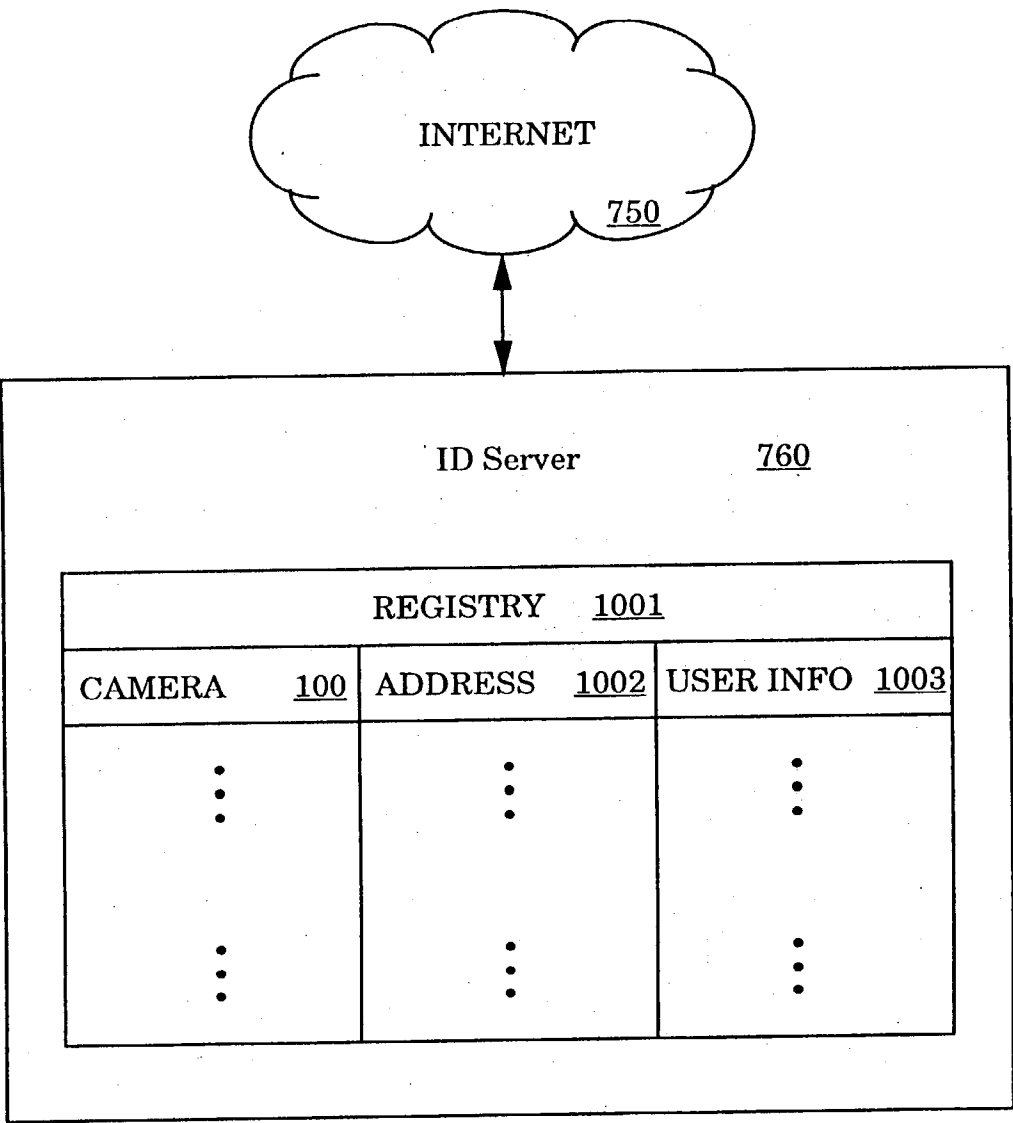 INTERNET
750
ID Server 760
REGISTRY 1001
CAMERA 100 ADDRESS 1002 USER INFO 1003